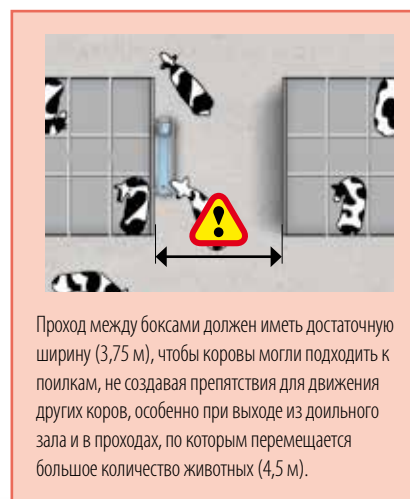 Проход между боксами должен иметь достаточную
ширину (3,75 м), чтобы коровы могли подходить к
поилкам, не создавая препятствия для движения
других коров, особенно при выходе из доильного
зала и в проходах, по которым перемещается
большое количество животных (4,5 м).